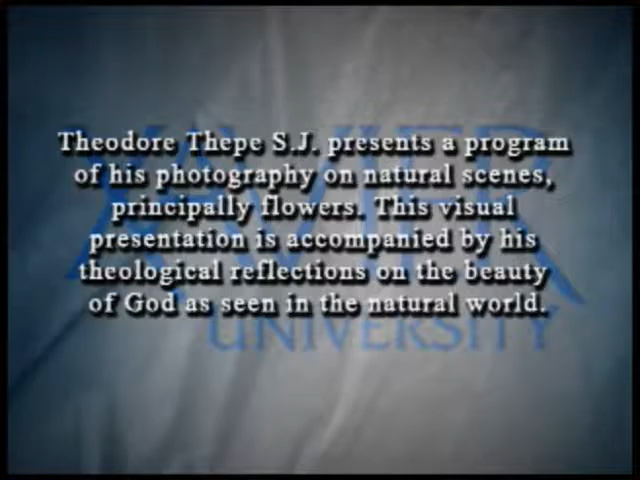 Theodore Thepe S.J. presents a program
of his photography on natural scenes,
principally flowers. This visual
presentation is accompanied by his
theological reflections on the beauty
of God as seen in the natural world.
XAVIER
UNIVERSITY